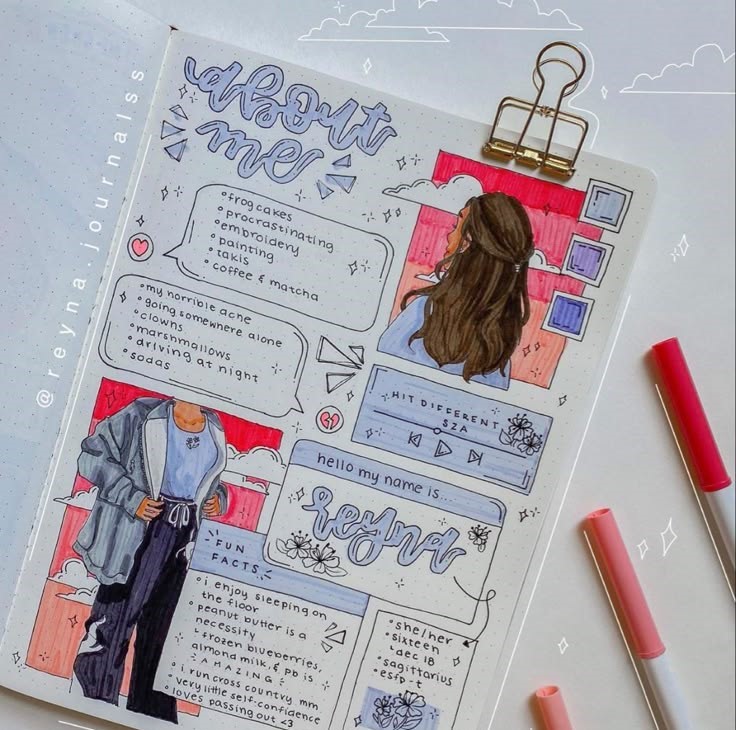 @reyna.journalss
about
me
•frogcakes
•procrastinating
•embroidery
•painting
•takis
•coffee & matcha
•my horrible acne
•going somewhere alone
•clowns
•marshmallows
•driving at night
•sodas
HIT DIFFERENT
SZA
hello my name is...
reyna
FUN
FACTS
•i enjoy sleeping on
the floor
•peanut butter is a
necessity
↳frozen blueberries,
almond milk, & pb is
AMAZING
•i run cross country mm
•very little self-confidence
•loves passing out <3
•she/her
•sixteen
↳dec 18
•sagittarius
•esfp-t